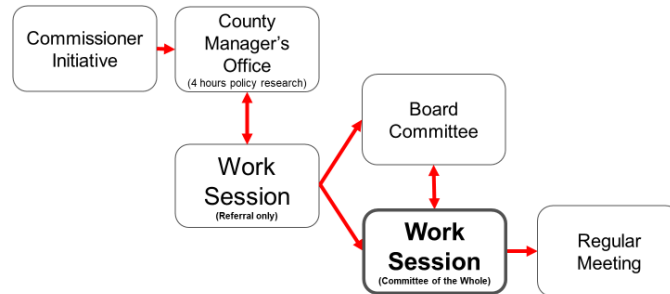 Commissioner
Initiative
County
Manager's
Office
(4 hours policy research)
Work
Session
(Referral only)
Board
Committee
Work
Session
(Committee of the Whole)
Regular
Meeting